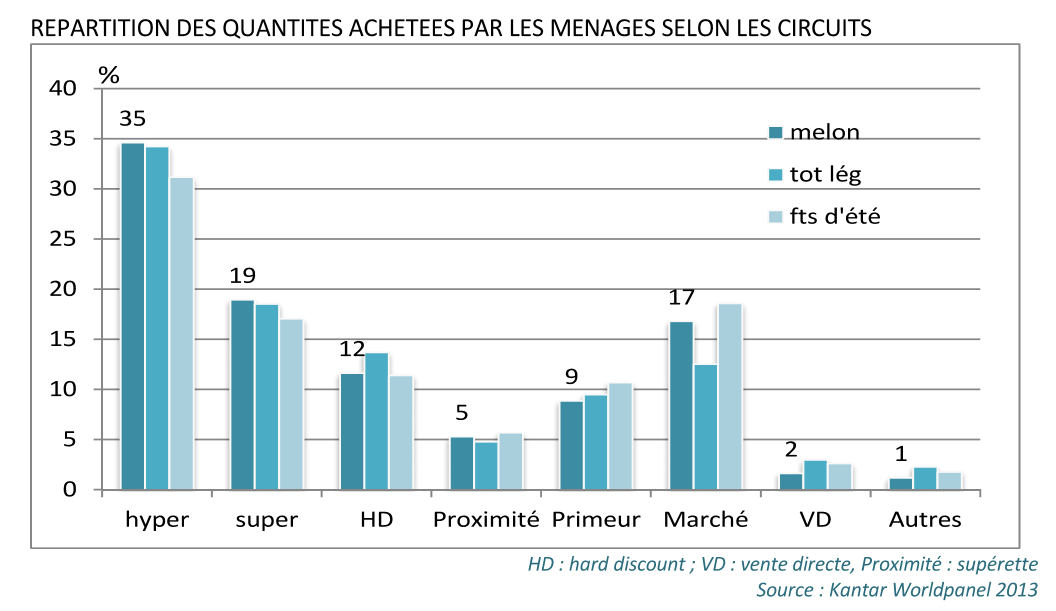 REPARTITION DES QUANTITES ACHETEES PAR LES MENAGES SELON LES CIRCUITS
%
40
35
30
25
20
15
10
5
0
35
19
12
5
9
17
2
1
melon
tot lég
fts d'été
hyper super HD Proximité Primeur Marché VD Autres
HD : hard discount ; VD : vente directe, Proximité : supérette
Source : Kantar Worldpanel 2013